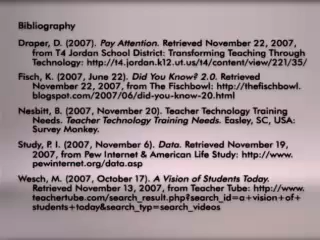 Bibliography
Draper, D. (2007). Pay Attention. Retrieved November 22, 2007,
from T4 Jordan School District: Transforming Teaching Through
Technology: http://t4.jordan.k12.ut.us/t4/content/view/221/35/
Fisch, K. (2007, June 22). Did You Know? 2.0. Retrieved
November 22, 2007, from The Fischbowl: http://thefischbowl.
blogspot.com/2007/06/did-you-know-20.html
Nesbitt, B. (2007, November 20). Teacher Technology Training
Needs. Teacher Technology Training Needs. Easley, SC, USA:
Survey Monkey.
Study, P. I. (2007, November 6). Data. Retrieved November 19,
2007, from Pew Internet & American Life Study: http://www.
pewinternet.org/data.asp
Wesch, M. (2007, October 17). A Vision of Students Today.
Retrieved November 13, 2007, from Teacher Tube: http://www.
teachertube.com/search_result.php?search_id=a+vision+of+
students+today&search_typ=search_videos